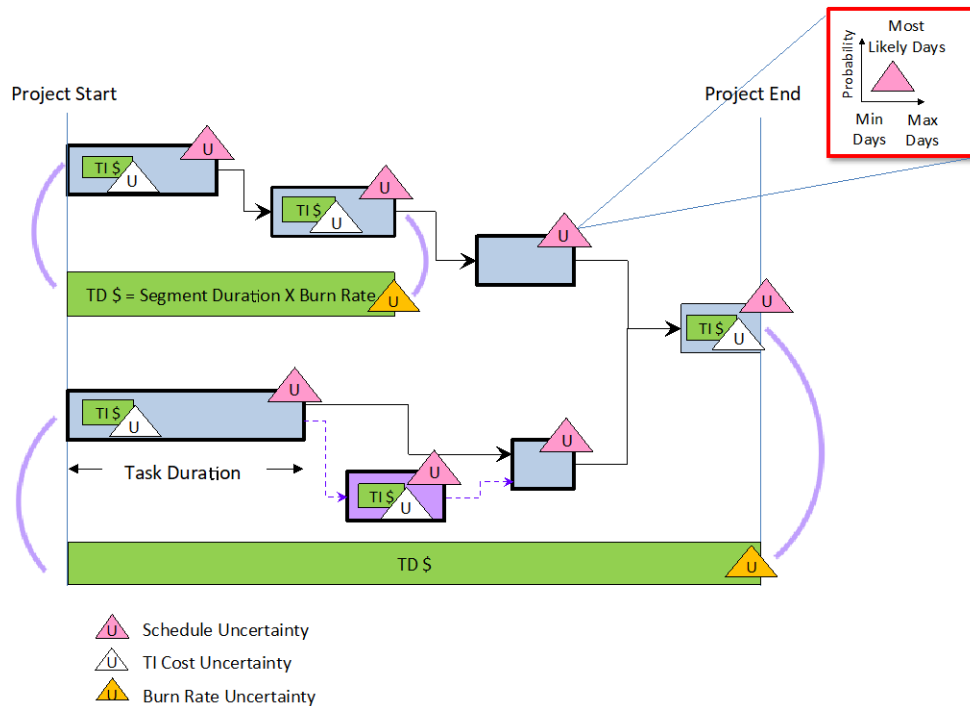 Most
Likely Days
Probability
Min
Days
Max
Days
Project Start
Project End
U
TI $
U
U
TI $
U
U
TD $ = Segment Duration X Burn Rate
U
U
TI $
U
U
TI $
U
U
Task Duration
U
TI $
U
TD $
U
U
Schedule Uncertainty
U
TI Cost Uncertainty
U
Burn Rate Uncertainty